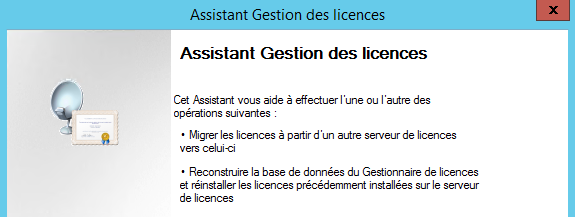 Assistant Gestion des licences
Assistant Gestion des licences
Cet Assistant vous aide à effectuer l'une ou l'autre des
opérations suivantes :
• Migrer les licences à partir d'un autre serveur de licences
vers celui-ci
• Reconstruire la base de données du Gestionnaire de licences
et réinstaller les licences précédemment installées sur le serveur
de licences